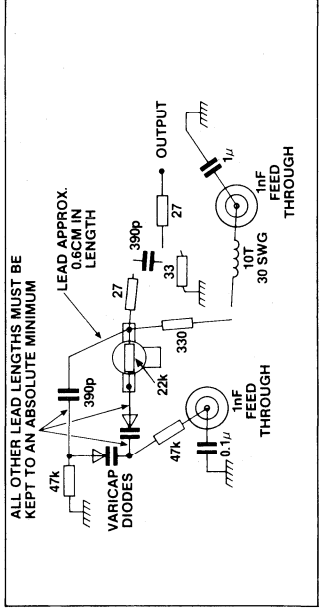 ALL OTHER LEAD LENGTHS MUST BE
KEPT TO AN ABSOLUTE MINIMUM
LEAD APPROX.
0.6CM IN
LENGTH
47k
390p
VARICAP
DIODES
22k
27
390p
33
27
OUTPUT
330
47k
0.1μ
1nF
FEED
THROUGH
10T
30 SWG
1μ
1nF
FEED
THROUGH